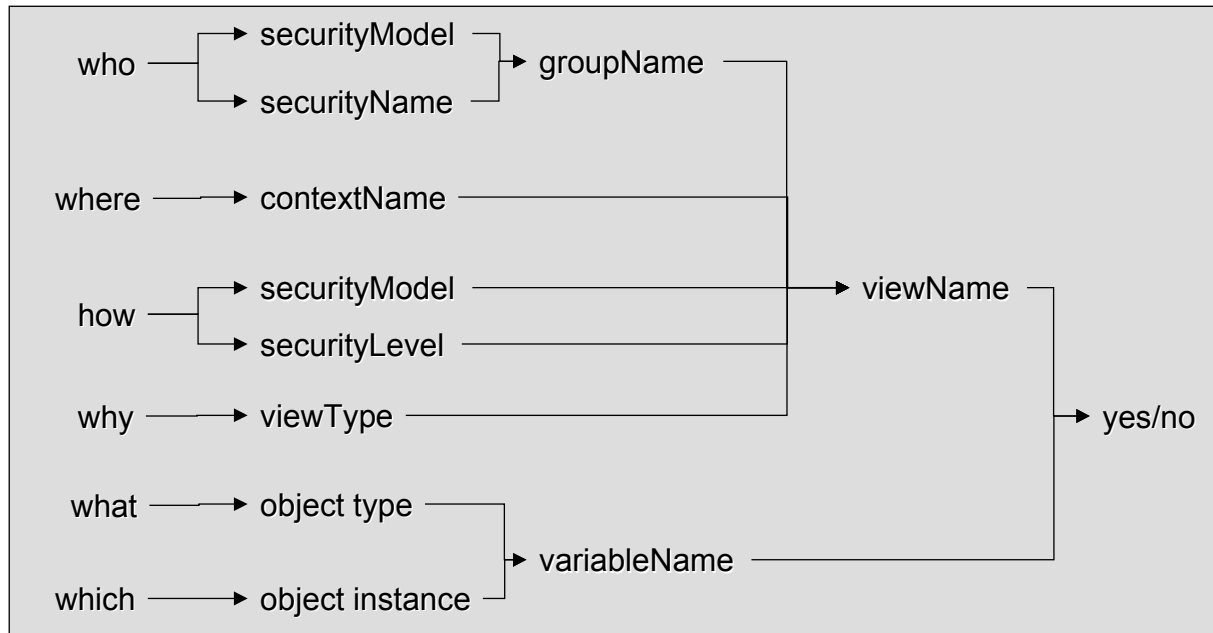 who
securityModel
securityName
groupName
where
contextName
how
securityModel
securityLevel
viewName
why
viewType
yes/no
what
object type
variableName
which
object instance